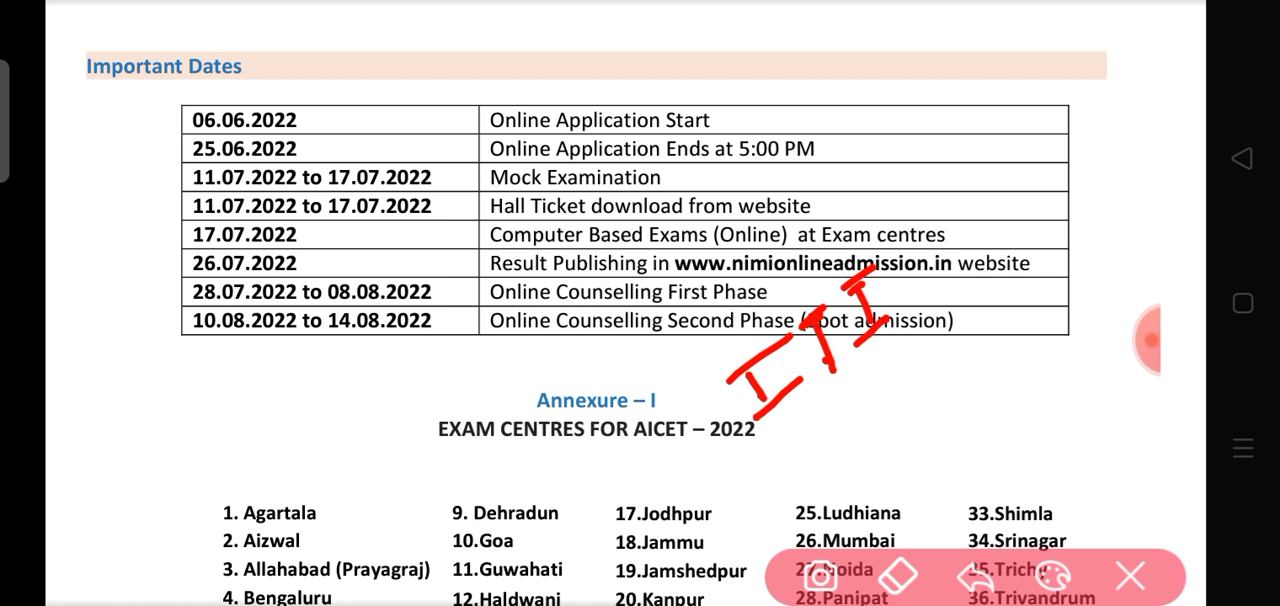 Important Dates
06.06.2022 Online Application Start
25.06.2022 Online Application Ends at 5:00 PM
11.07.2022 to 17.07.2022 Mock Examination
11.07.2022 to 17.07.2022 Hall Ticket download from website
17.07.2022 Computer Based Exams (Online) at Exam centres
26.07.2022 Result Publishing in www.nimionlineadmission.in website
28.07.2022 to 08.08.2022 Online Counselling First Phase
10.08.2022 to 14.08.2022 Online Counselling Second Phase (Spot admission)
ITI
Annexure – I
EXAM CENTRES FOR AICET – 2022
1. Agartala 9. Dehradun 17.Jodhpur 25.Ludhiana 33.Shimla
2. Aizwal 10.Goa 18.Jammu 26.Mumbai 34.Srinagar
3. Allahabad (Prayagraj) 11.Guwahati 19.Jamshedpur 27.Noida 35.Trichy
4. Bengaluru 12.Haldwani 20.Kanpur 28.Panipat 36.Trivandrum